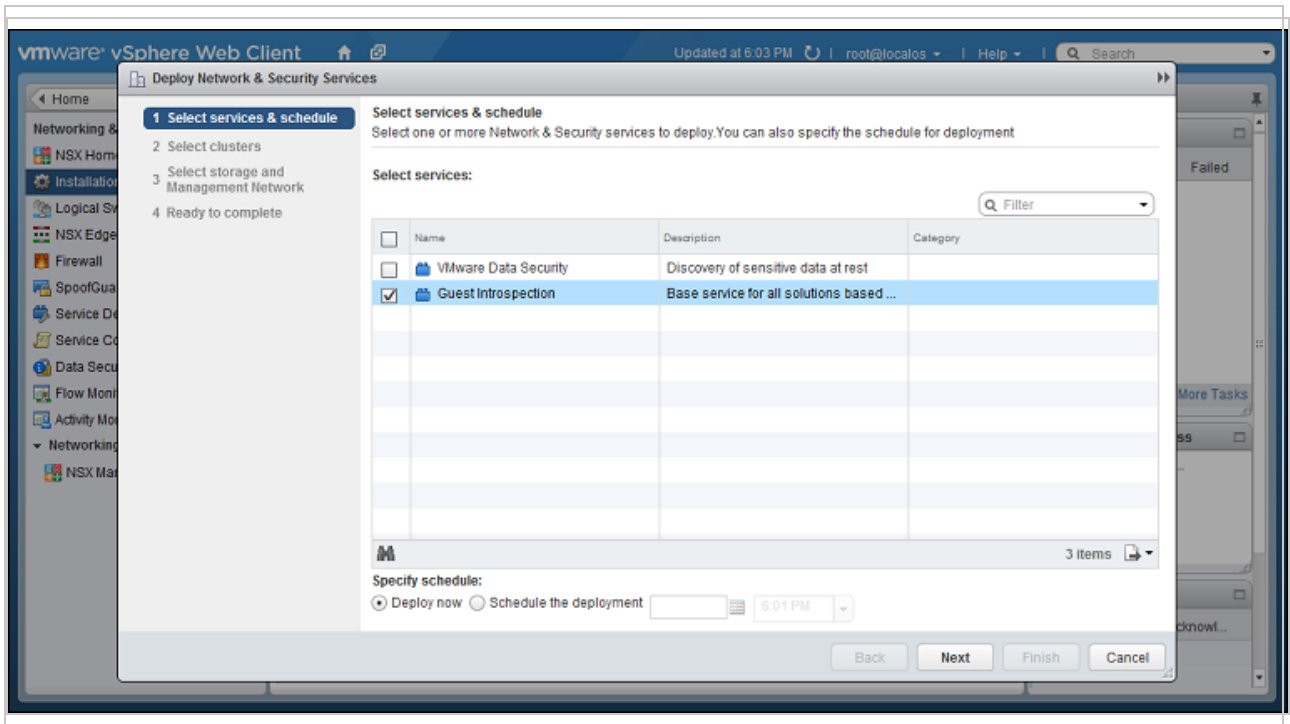 vmware vSphere Web Client
Updated at 6:03 PM
root@localos
Help
Search
Deploy Network & Security Services
Home
Networking &
NSX Hom
Installation
Logical Sw
NSX Edge
Firewall
SpoofGua
Service De
Service Co
Data Secu
Flow Moni
Activity Mo
Networking
NSX Ma
1 Select services & schedule
2 Select clusters
3 Select storage and
Management Network
4 Ready to complete
Select services & schedule
Select one or more Network & Security services to deploy.You can also specify the schedule for deployment
Select services:
Filter
Name Description Category
VMware Data Security Discovery of sensitive data at rest
Guest Introspection Base service for all solutions based ...
3 items
Specify schedule:
Deploy now Schedule the deployment 6:01 PM
Back Next Finish Cancel
Failed
More Tasks
ss
cknowl...